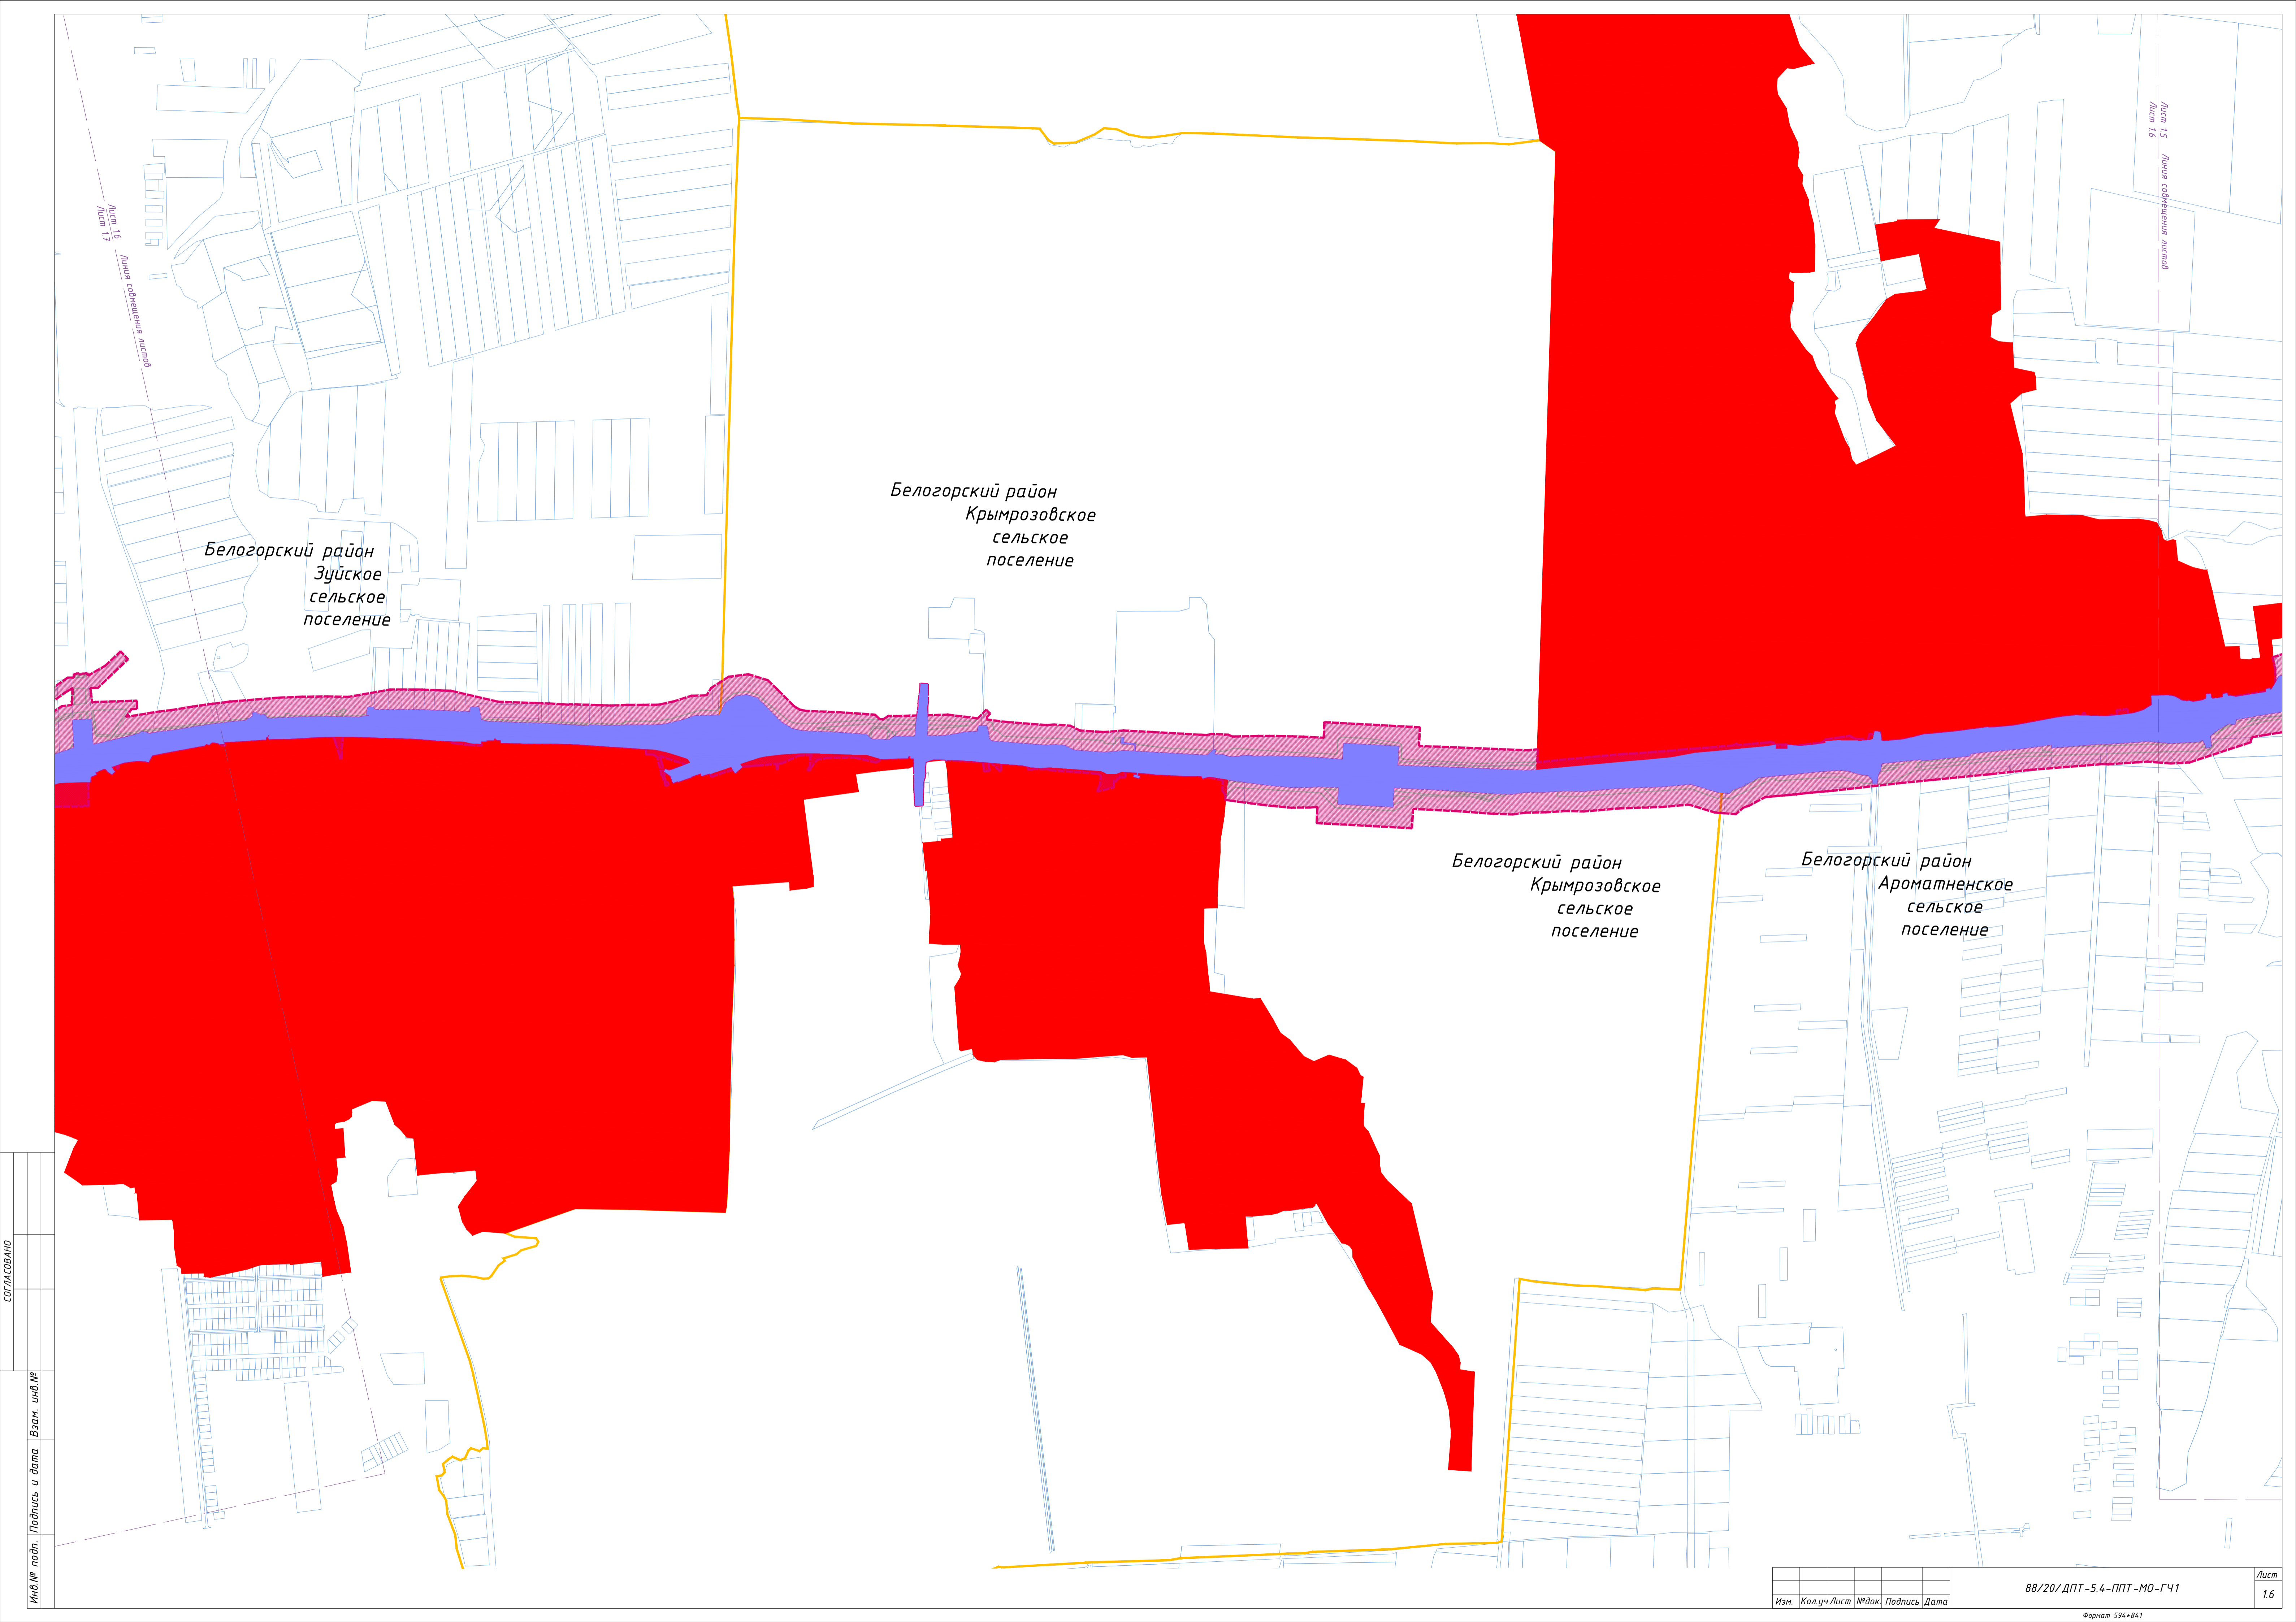 Лист 1.6
Лист 1.7
Линия совмещения листов
Лист 1.5
Лист 1.6
Линия совмещения листов
Белогорский район
Крымрозовское
сельское
поселение
Белогорский район
Зуйское
сельское
поселение
Белогорский район
Крымрозовское
сельское
поселение
Белогорский район
Ароматненское
сельское
поселение
СОГЛАСОВАНО
Взам. инв.№
Подпись и дата
Инв.№ подл.
Изм. Кол.уч Лист №док. Подпись Дата
88/20/ДПТ-5.4-ППТ-МО-ГЧ1
Лист
1.6
Формат 594*841